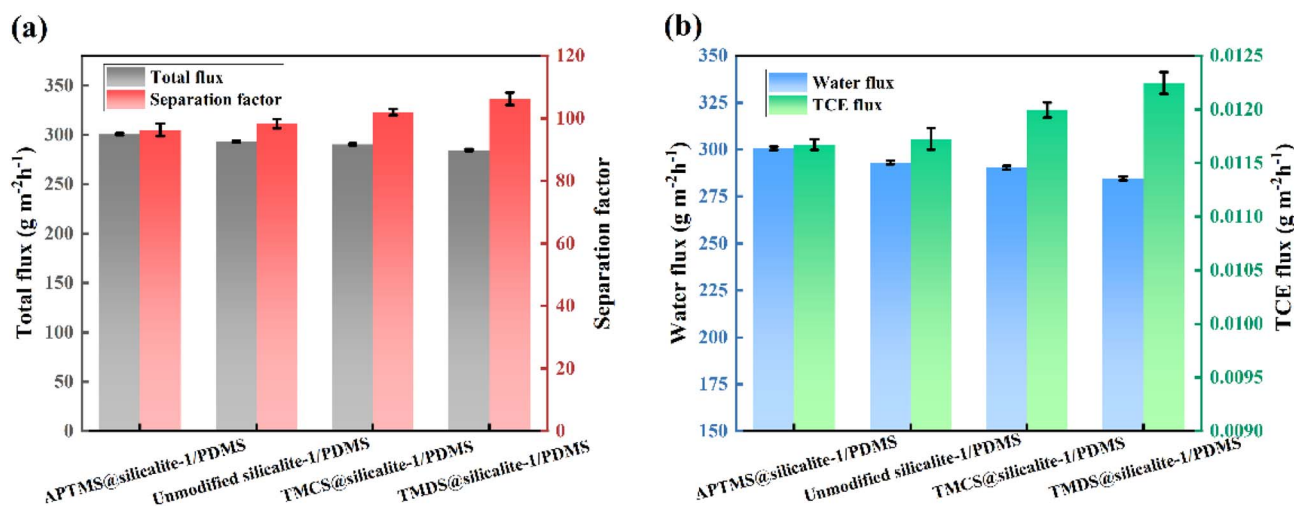 (a)
Total flux
Separation factor
Total flux (g m⁻²h⁻¹)
350
300
250
200
150
100
50
0
120
100
80
60
40
20
0
Separation factor
APTMS@silicalite-1/PDMS
Unmodified silicalite-1/PDMS
TMCS@silicalite-1/PDMS
TMDS@silicalite-1/PDMS
(b)
Water flux
TCE flux
Water flux (g m⁻²h⁻¹)
350
325
300
275
250
225
200
175
150
0.0125
0.0120
0.0115
0.0110
0.0105
0.0100
0.0095
0.0090
TCE flux (g m⁻²h⁻¹)
APTMS@silicalite-1/PDMS
Unmodified silicalite-1/PDMS
TMCS@silicalite-1/PDMS
TMDS@silicalite-1/PDMS